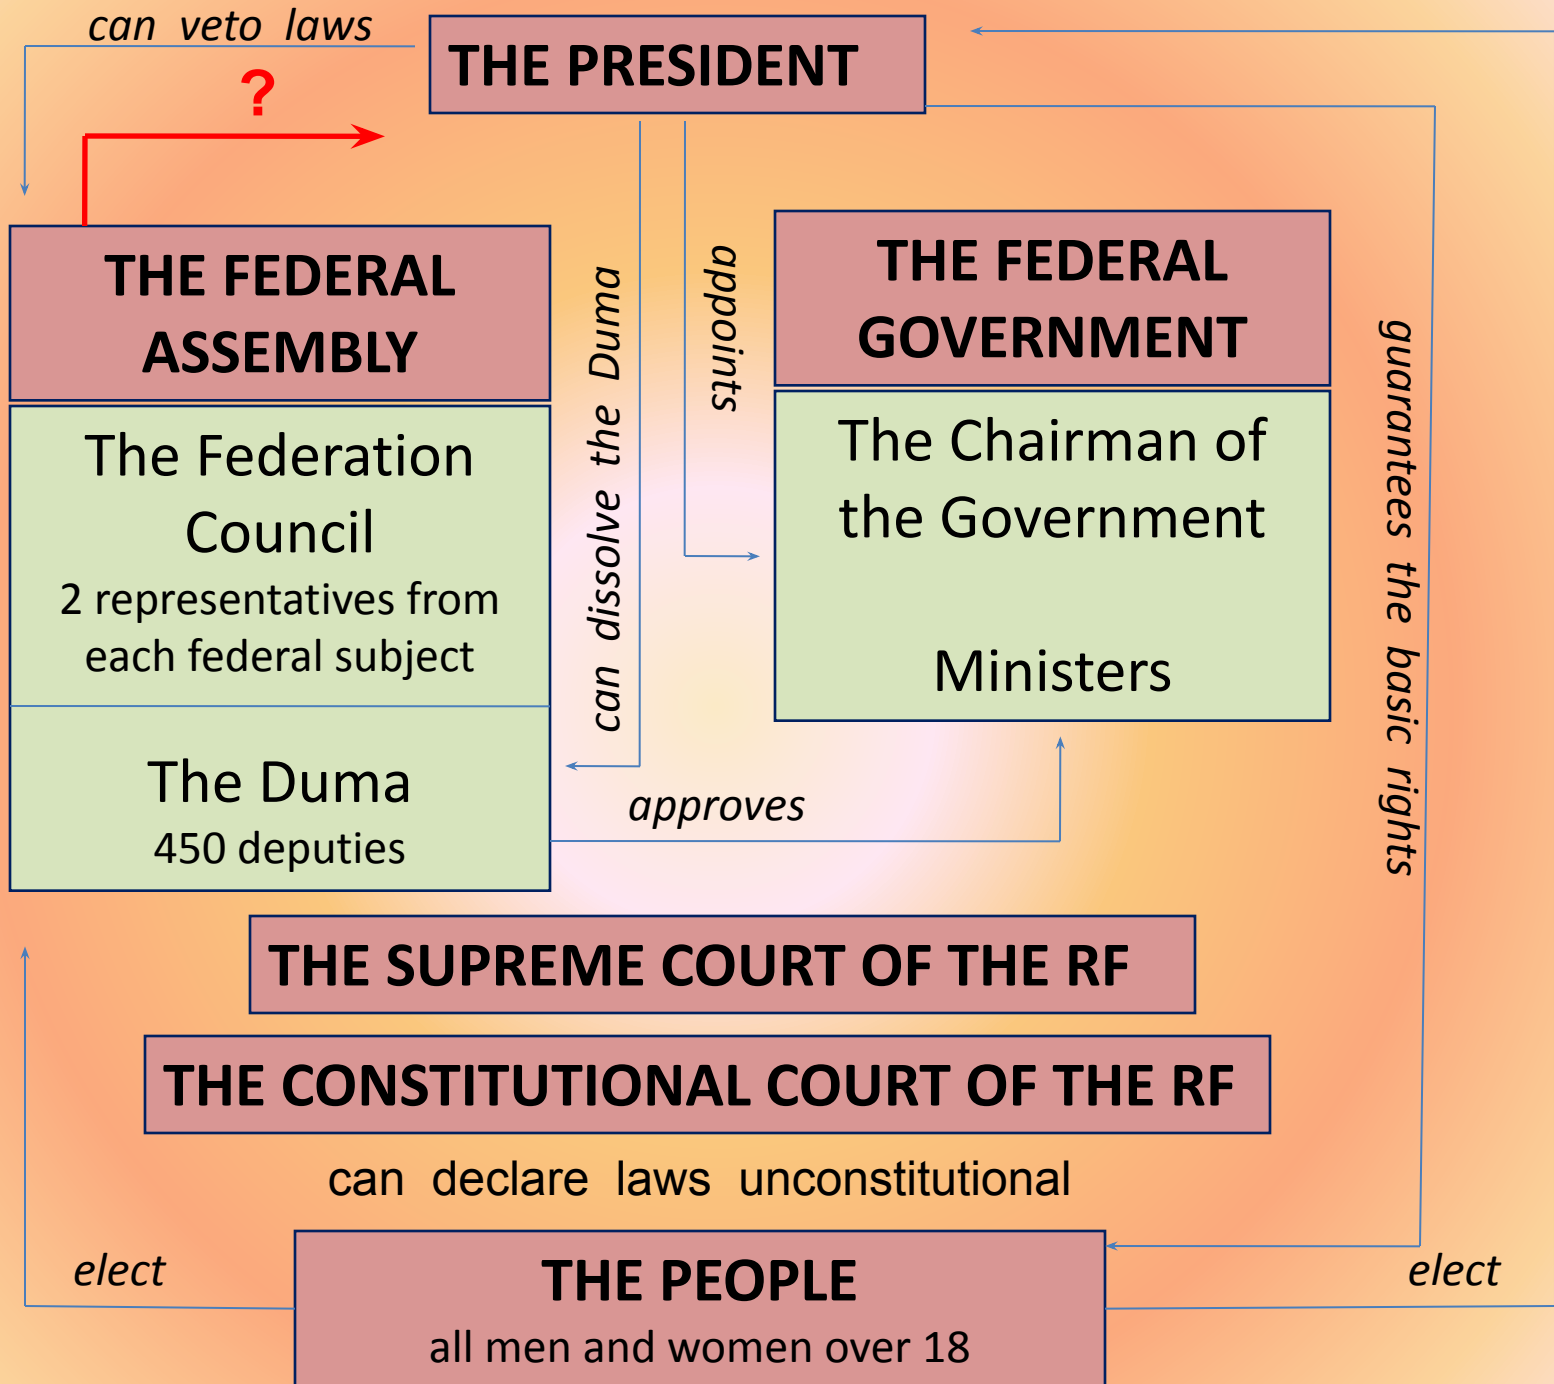 can veto laws
THE PRESIDENT
?
THE FEDERAL
ASSEMBLY
The Federation
Council
2 representatives from
each federal subject
The Duma
450 deputies
can dissolve the Duma
appoints
THE FEDERAL
GOVERNMENT
The Chairman of
the Government
Ministers
guarantees the basic rights
approves
THE SUPREME COURT OF THE RF
THE CONSTITUTIONAL COURT OF THE RF
can declare laws unconstitutional
elect
THE PEOPLE
all men and women over 18
elect